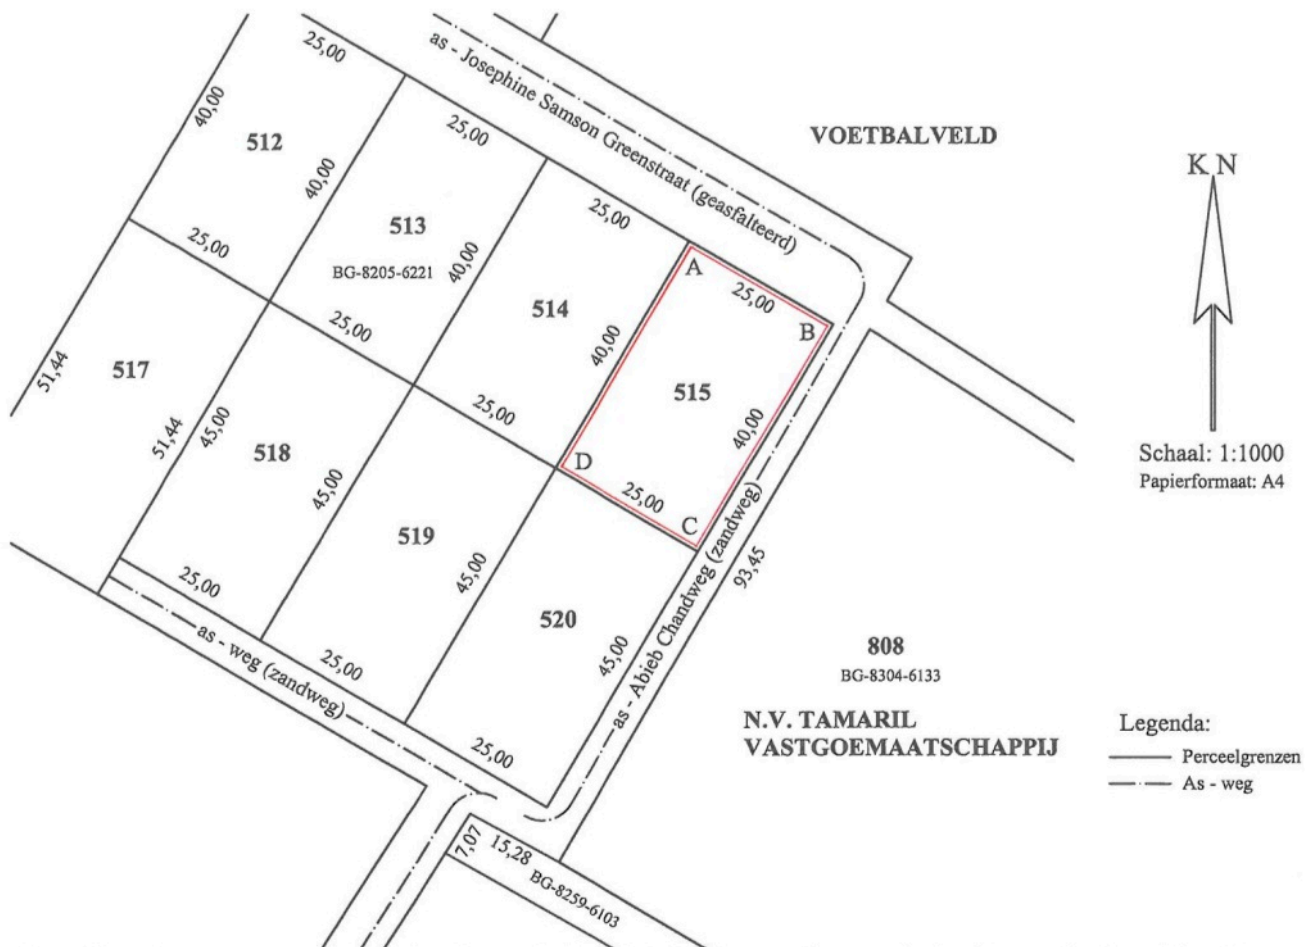 25,00
as - Josephine Samson Greenstraat (geasfalteerd)
VOETBALVELD
K N
Schaal: 1:1000
Papierformaat: A4
40,00
512
40,00
25,00
25,00
513
BG-8205-6221
40,00
25,00
25,00
514
40,00
25,00
A
25,00
B
515
40,00
D
25,00
C
51,44
517
51,44
45,00
518
45,00
25,00
519
45,00
25,00
520
45,00
25,00
as - weg (zandweg)
as - Abieb Chandweg (zandweg)
93,45
808
BG-8304-6133
N.V. TAMARIL
VASTGOEMAATSCHAPPIJ
Legenda:
Perceelgrenzen
As - weg
7,07
15,28
BG-8259-6103